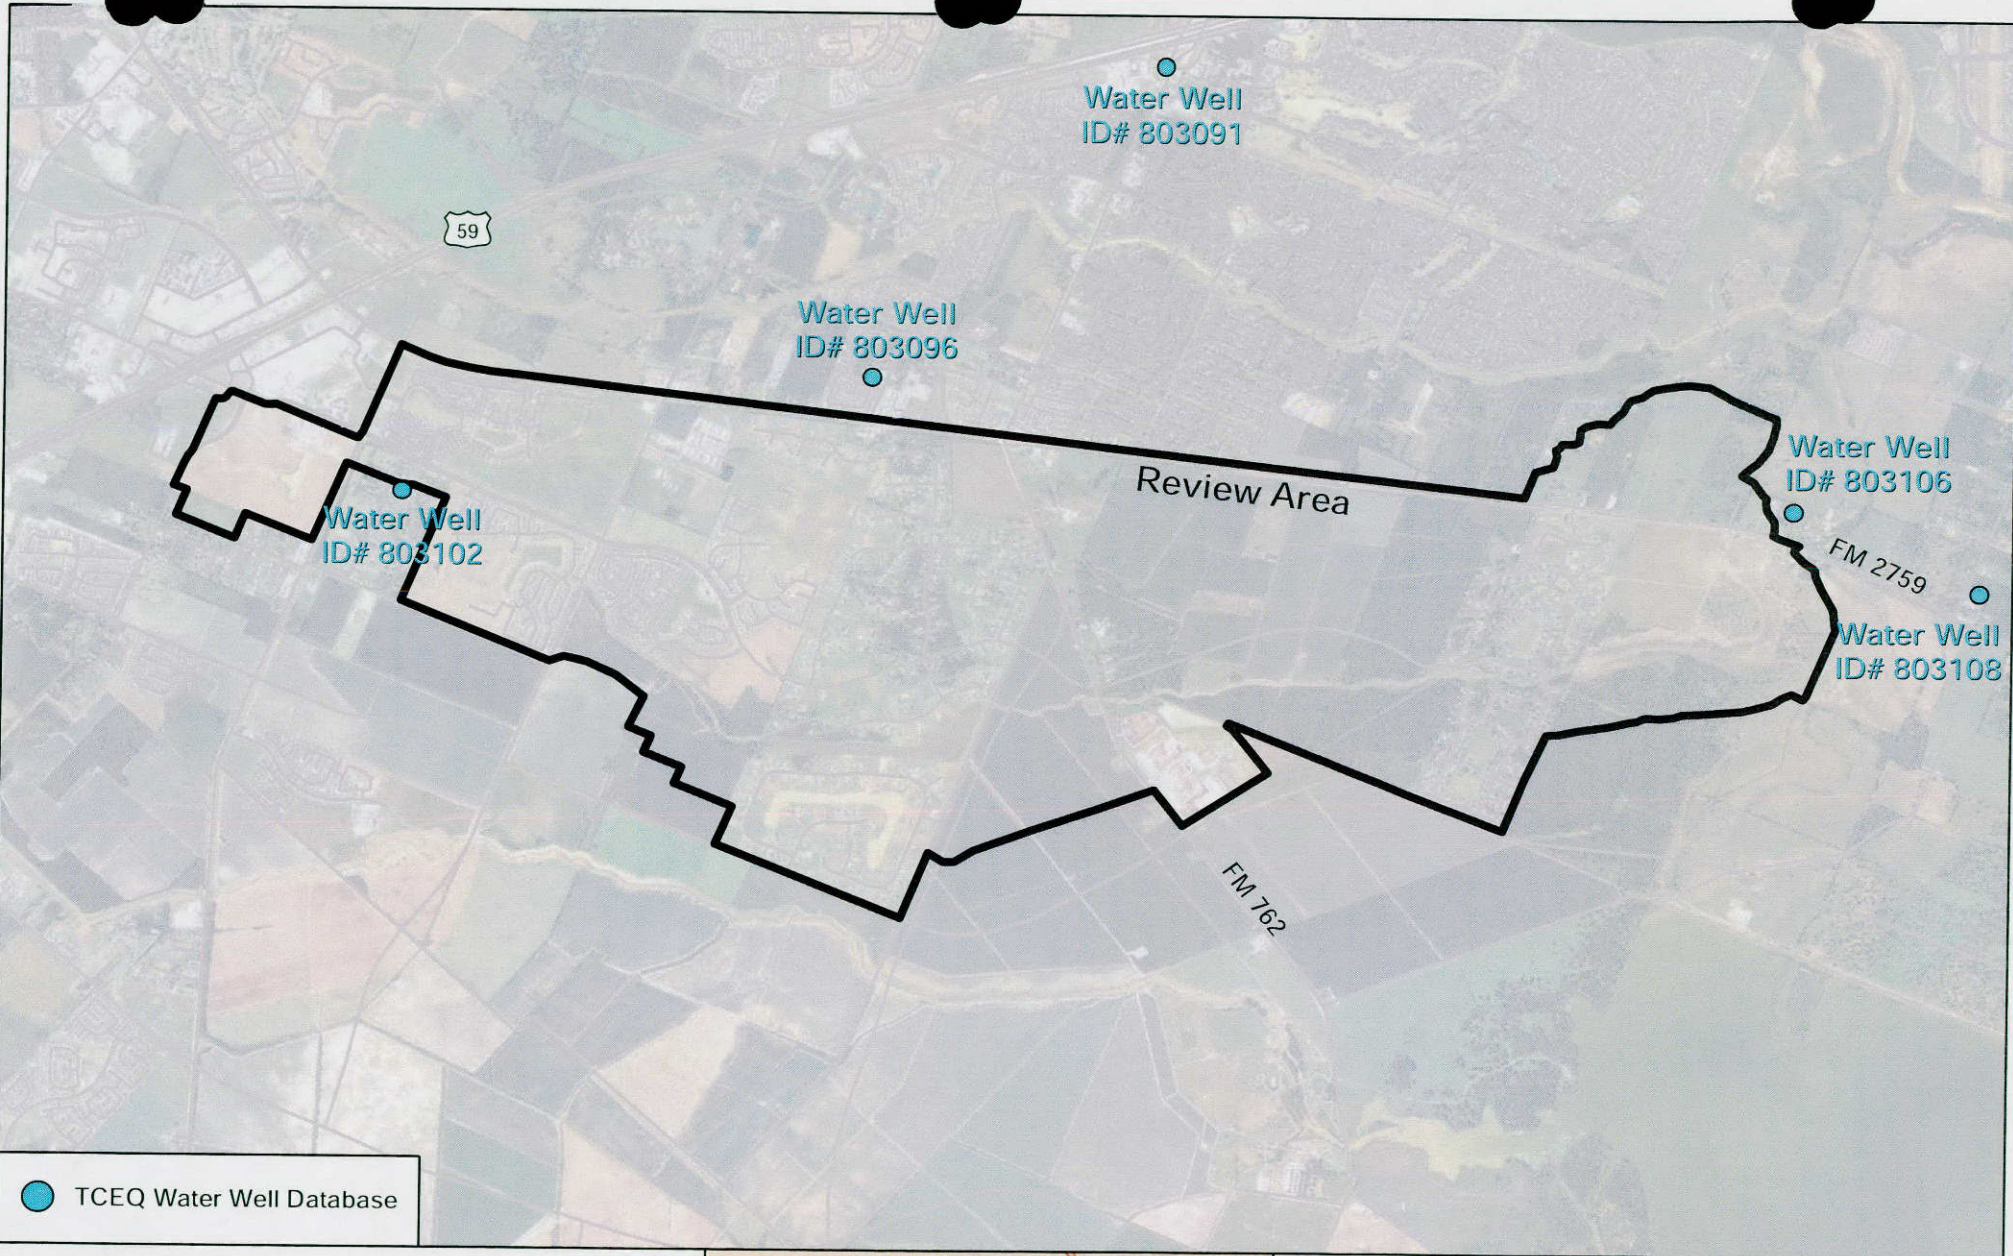 Water Well
ID# 803091
59
Water Well
ID# 803096
Water Well
ID# 803106
Review Area
Water Well
ID# 803102
FM 2759
Water Well
ID# 803108
FM 762
TCEQ Water Well Database